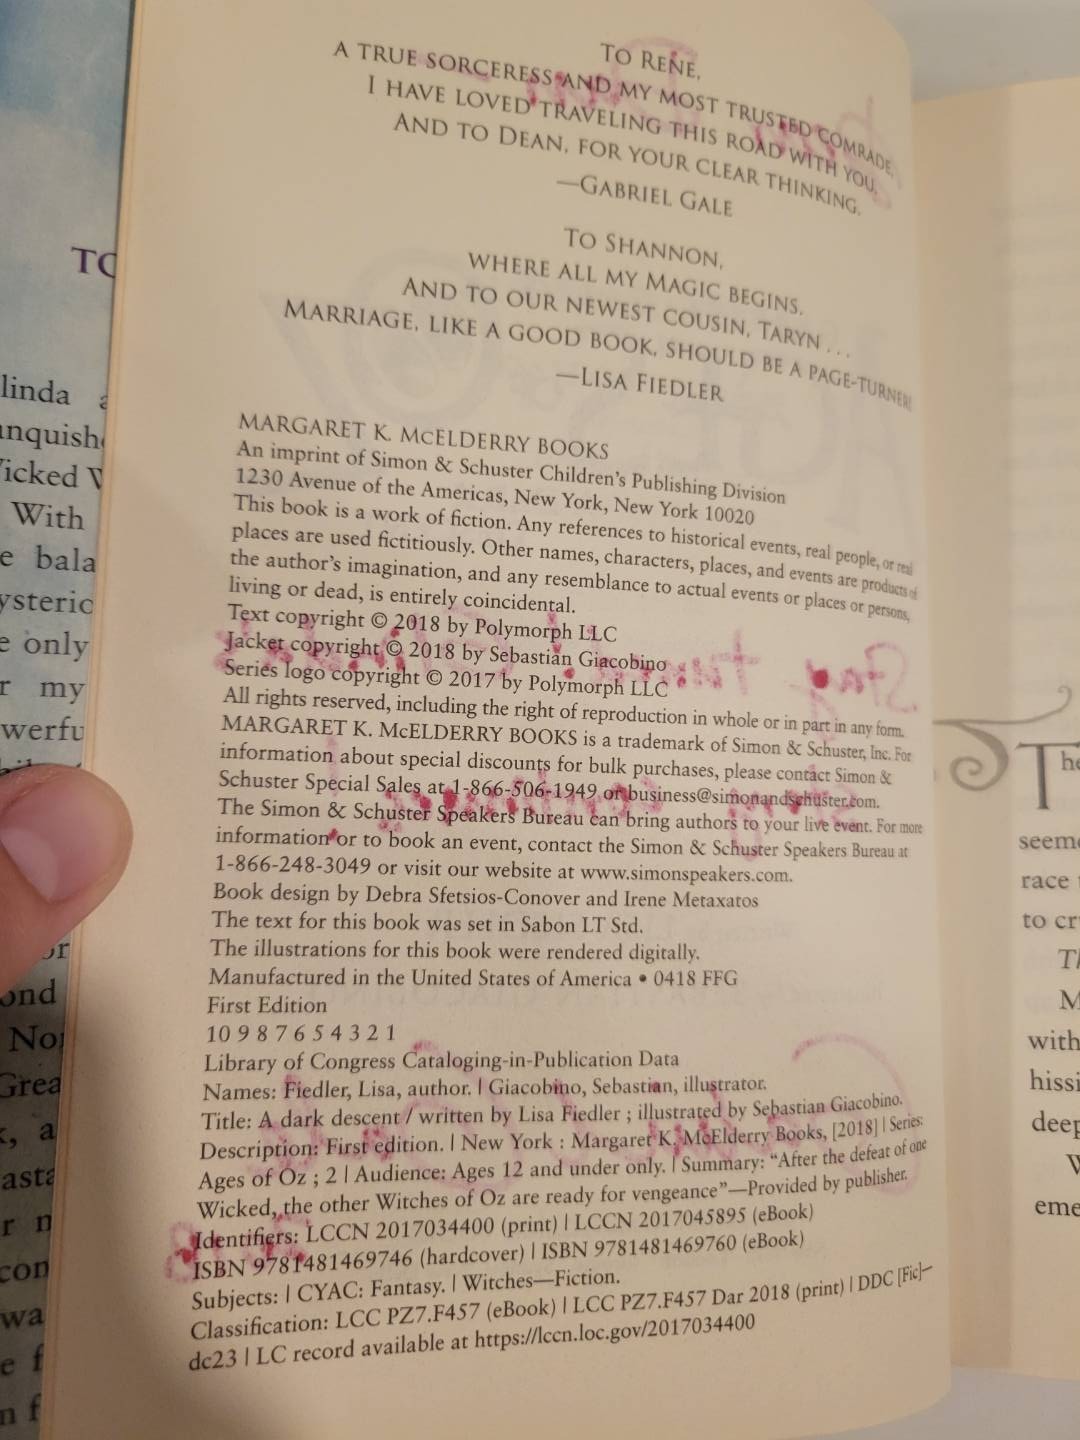 TO RENE,
A TRUE SORCERESS AND MY MOST TRUSTED COMRADE,
I HAVE LOVED TRAVELING THIS ROAD WITH YOU.
AND TO DEAN, FOR YOUR CLEAR THINKING.
—GABRIEL GALE
TO SHANNON,
WHERE ALL MY MAGIC BEGINS.
AND TO OUR NEWEST COUSIN, TARYN . . .
MARRIAGE, LIKE A GOOD BOOK, SHOULD BE A PAGE-TURNER!
—LISA FIEDLER
MARGARET K. McELDERRY BOOKS
An imprint of Simon & Schuster Children's Publishing Division
1230 Avenue of the Americas, New York, New York 10020
This book is a work of fiction. Any references to historical events, real people, or real
places are used fictitiously. Other names, characters, places, and events are products of
the author's imagination, and any resemblance to actual events or places or persons,
living or dead, is entirely coincidental.
Text copyright © 2018 by Polymorph LLC
Jacket copyright © 2018 by Sebastian Giacobino
Series logo copyright © 2017 by Polymorph LLC
All rights reserved, including the right of reproduction in whole or in part in any form.
MARGARET K. McELDERRY BOOKS is a trademark of Simon & Schuster, Inc. For
information about special discounts for bulk purchases, please contact Simon &
Schuster Special Sales at 1-866-506-1949 or business@simonandschuster.com.
The Simon & Schuster Speakers Bureau can bring authors to your live event. For more
information or to book an event, contact the Simon & Schuster Speakers Bureau at
1-866-248-3049 or visit our website at www.simonspeakers.com.
Book design by Debra Sfetsios-Conover and Irene Metaxatos
The text for this book was set in Sabon LT Std.
The illustrations for this book were rendered digitally.
Manufactured in the United States of America • 0418 FFG
First Edition
10 9 8 7 6 5 4 3 2 1
Library of Congress Cataloging-in-Publication Data
Names: Fiedler, Lisa, author. | Giacobino, Sebastian, illustrator.
Title: A dark descent / written by Lisa Fiedler ; illustrated by Sebastian Giacobino.
Description: First edition. | New York : Margaret K. McElderry Books, [2018] | Series:
Ages of Oz ; 2 | Audience: Ages 12 and under only. | Summary: "After the defeat of one
Wicked, the other Witches of Oz are ready for vengeance"—Provided by publisher.
Identifiers: LCCN 2017034400 (print) | LCCN 2017045895 (eBook)
ISBN 9781481469746 (hardcover) | ISBN 9781481469760 (eBook)
Subjects: | CYAC: Fantasy. | Witches—Fiction.
Classification: LCC PZ7.F457 (eBook) | LCC PZ7.F457 Dar 2018 (print) | DDC [Fic]—
dc23 | LC record available at https://lccn.loc.gov/2017034400